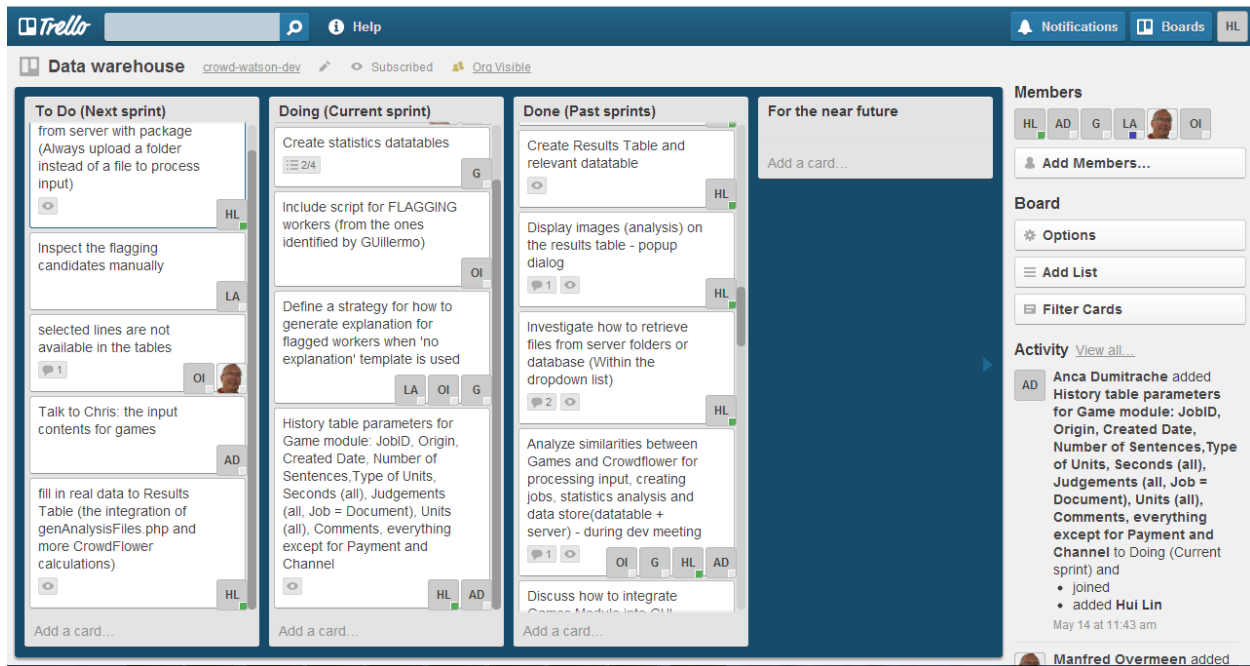 Trello
Help
Notifications
Boards
HL
Data warehouse
crowd-watson-dev
Subscribed
Org Visible
To Do (Next sprint)
from server with package
(Always upload a folder
instead of a file to process
input)
HL
Inspect the flagging
candidates manually
LA
selected lines are not
available in the tables
1
OI
Talk to Chris: the input
contents for games
AD
fill in real data to Results
Table (the integration of
genAnalysisFiles.php and
more CrowdFlower
calculations)
HL
Add a card...
Doing (Current sprint)
Create statistics datatables
2/4
G
Include script for FLAGGING
workers (from the ones
identified by GUillermo)
OI
Define a strategy for how to
generate explanation for
flagged workers when 'no
explanation' template is used
LA OI G
History table parameters for
Game module: JobID, Origin,
Created Date, Number of
Sentences,Type of Units,
Seconds (all), Judgements
(all, Job = Document), Units
(all), Comments, everything
except for Payment and
Channel
HL AD
Add a card...
Done (Past sprints)
Create Results Table and
relevant datatable
HL
Display images (analysis) on
the results table - popup
dialog
1
HL
Investigate how to retrieve
files from server folders or
database (Within the
dropdown list)
2
HL
Analyze similarities between
Games and Crowdflower for
processing input, creating
jobs, statistics analysis and
data store(datatable +
server) - during dev meeting
1
OI G HL AD
Discuss how to integrate
Games Module into GUI
Add a card...
For the near future
Add a card...
Members
HL AD G LA OI
Add Members...
Board
Options
Add List
Filter Cards
Activity View all...
AD
Anca Dumitrache added
History table parameters
for Game module: JobID,
Origin, Created Date,
Number of Sentences,Type
of Units, Seconds (all),
Judgements (all, Job =
Document), Units (all),
Comments, everything
except for Payment and
Channel to Doing (Current
sprint) and
• joined
• added Hui Lin
May 14 at 11:43 am
Manfred Overmeen added